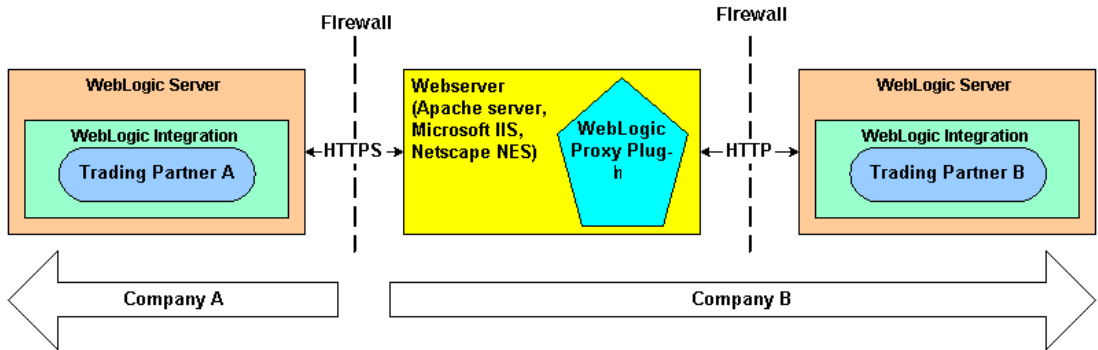 Firewall
Firewall
WebLogic Server
WebLogic Integration
Trading Partner A
HTTPS
Webserver
(Apache server,
Microsoft IIS,
Netscape NES)
WebLogic
Proxy Plug-
in
HTTP
WebLogic Server
WebLogic Integration
Trading Partner B
Company A
Company B